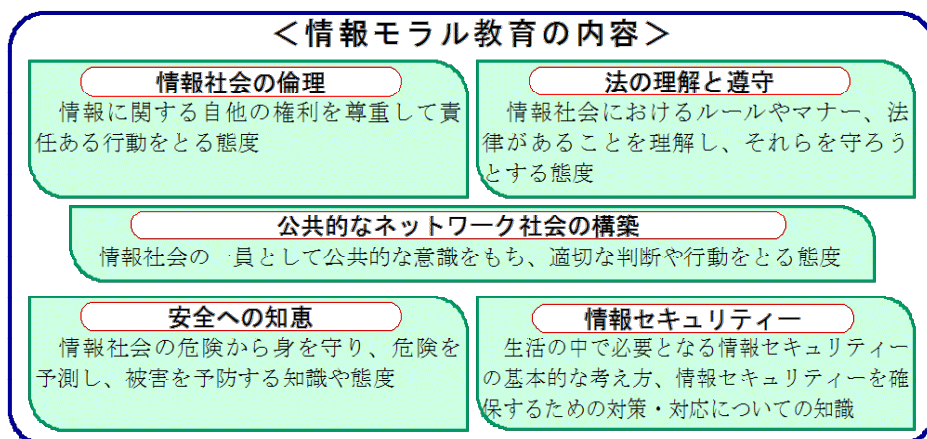 ＜情報モラル教育の内容＞
情報社会の倫理
情報に関する自他の権利を尊重して責
任ある行動をとる態度
法の理解と遵守
情報社会におけるルールやマナー、法
律があることを理解し、それらを守ろう
とする態度
公共的なネットワーク社会の構築
情報社会の一員として公共的な意識をもち、適切な判断や行動をとる態度
安全への知恵
情報社会の危険から身を守り、危険を
予測し、被害を予防する知識や態度
情報セキュリティー
生活の中で必要となる情報セキュリティー
の基本的な考え方、情報セキュリティーを確
保するための対策・対応についての知識